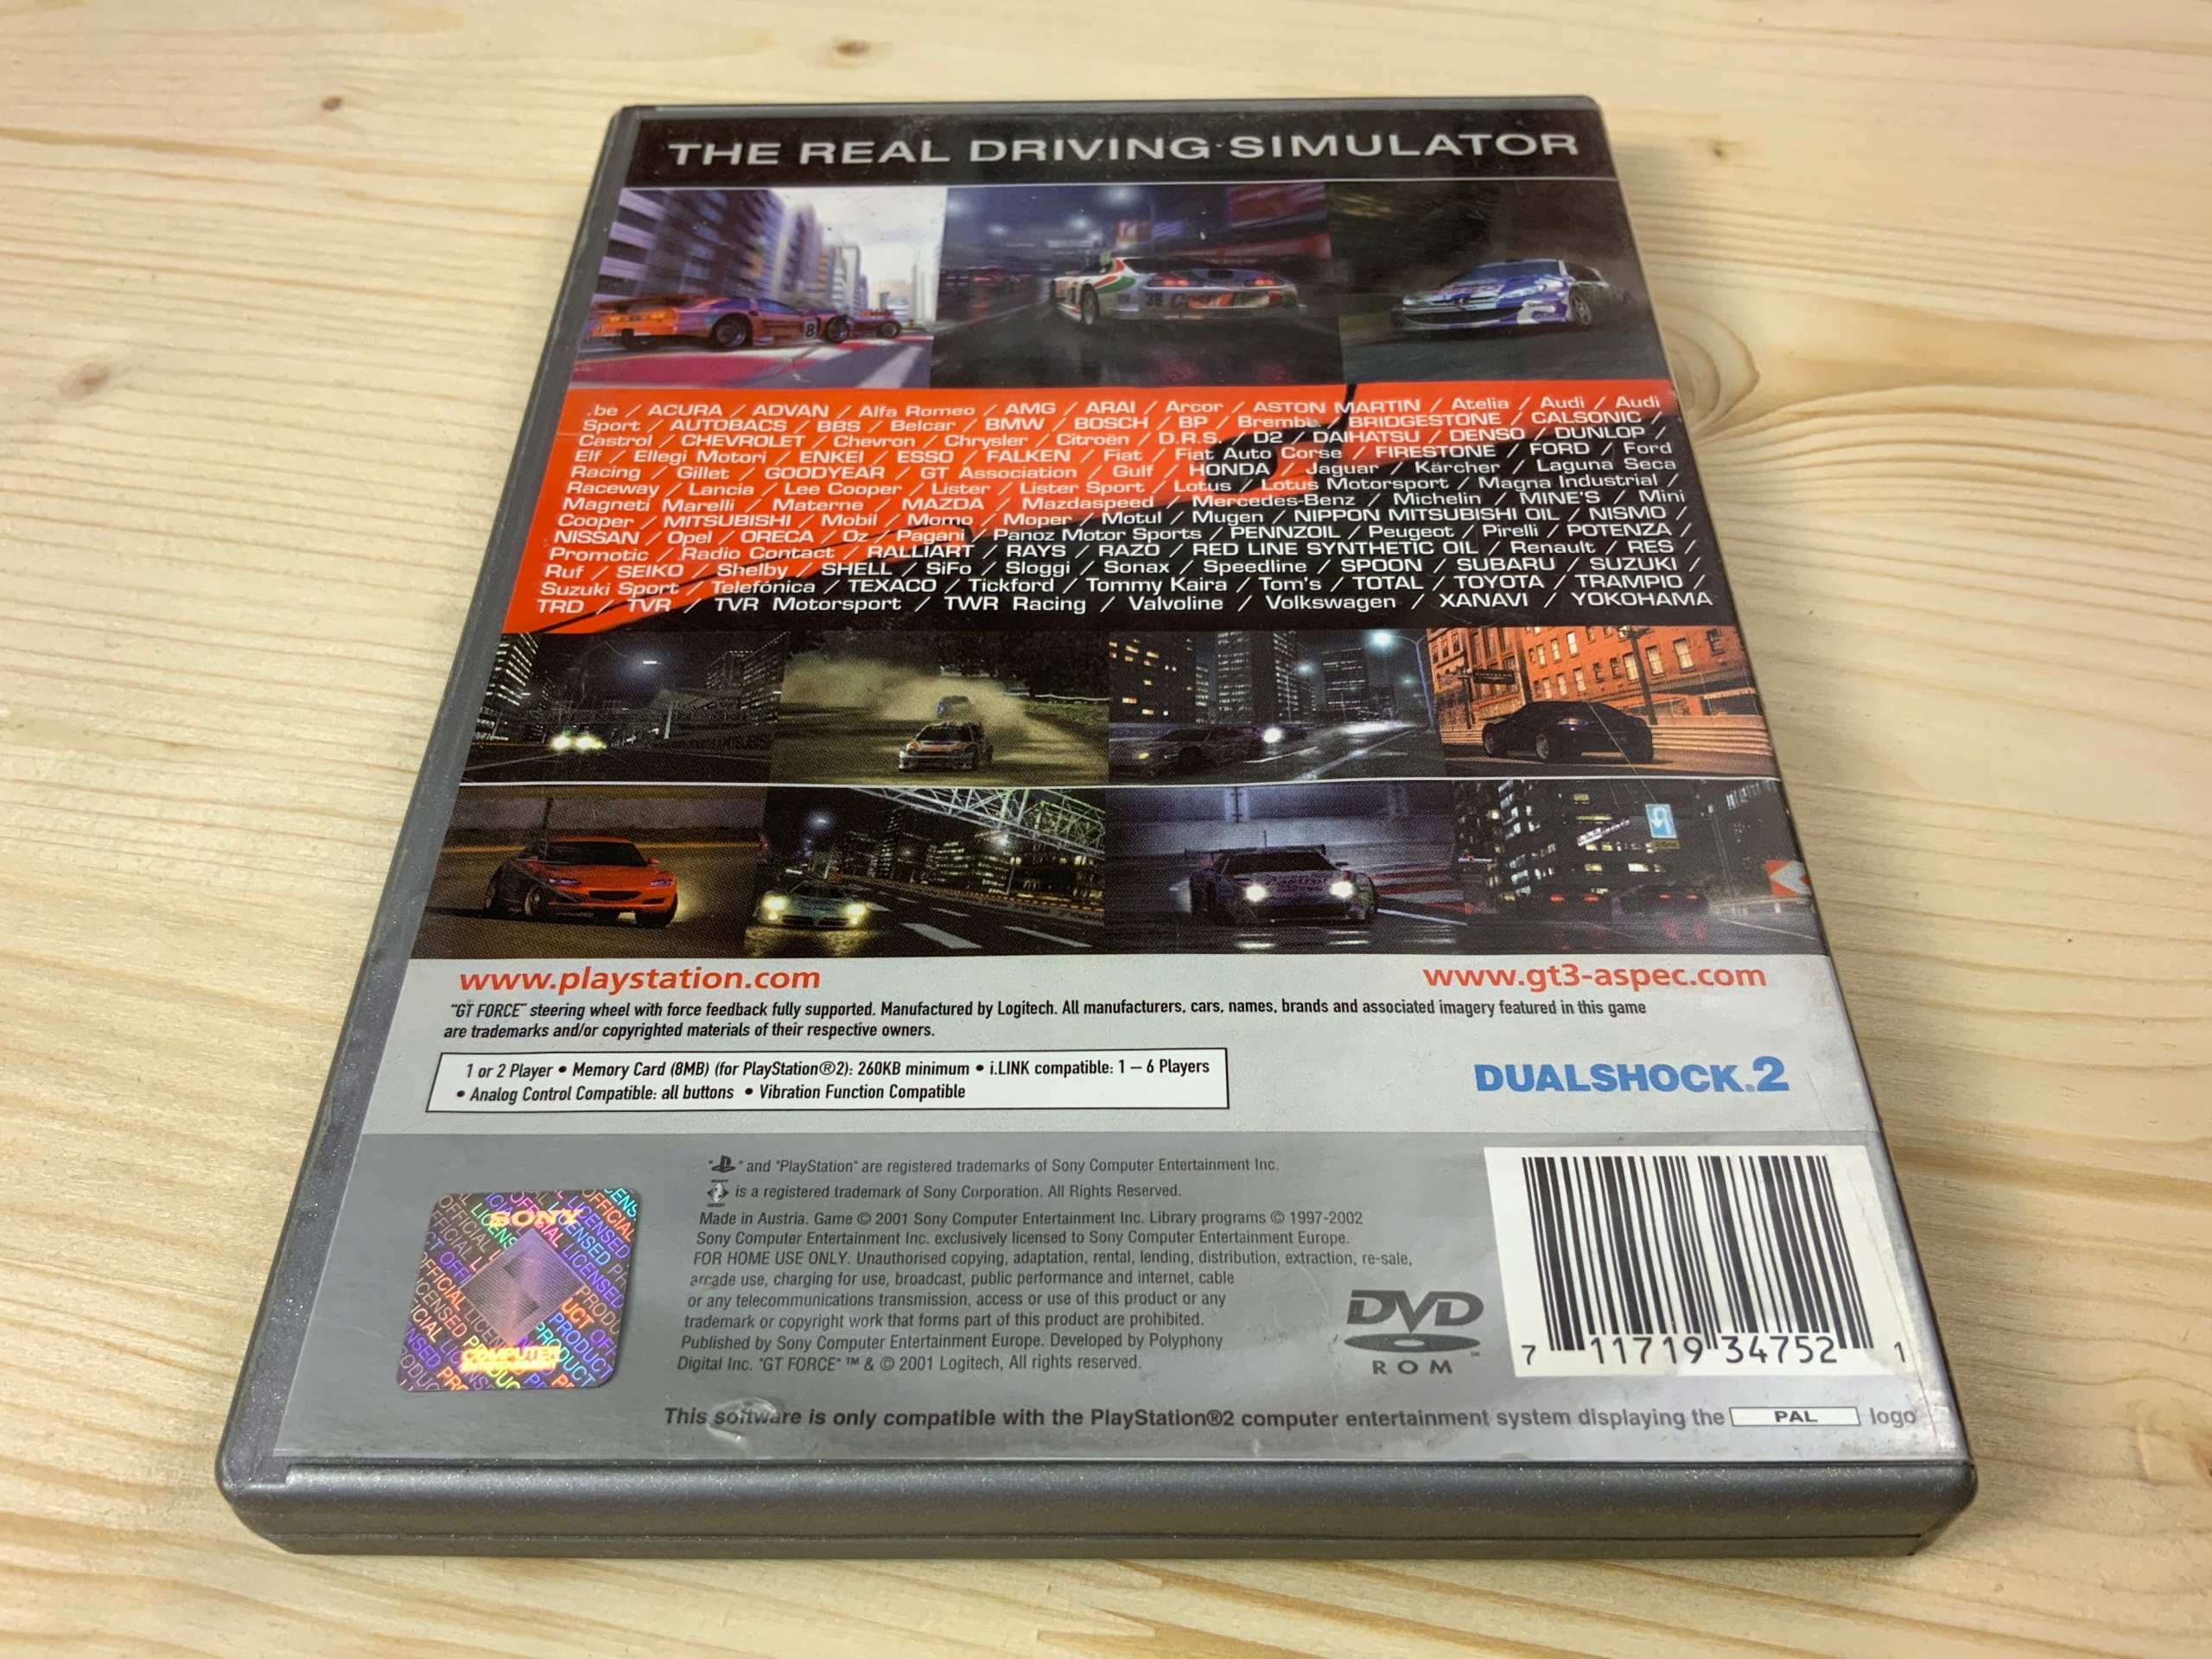 THE REAL DRIVING SIMULATOR
.be / ACURA / ADVAN / Alfa Romeo / AMG / ARAI / Arcor / ASTON MARTIN / Atelia / Audi / Audi
Sport / AUTOBACS / BBS / Belcar / BMW / BOSCH / BP / Brembo / BRIDGESTONE / CALSONIC /
Castrol / CHEVROLET / Chevron / Chrysler / Citroën / D.R.S. / D2 / DAIHATSU / DENSO / DUNLOP /
Elf / Ellegi Motori / ENKEI / ESSO / FALKEN / Fiat / Fiat Auto Corse / FIRESTONE / FORD / Ford
Racing / Gillet / GOODYEAR / GT Association / Gulf / HONDA / Jaguar / Kärcher / Laguna Seca
Raceway / Lancia / Lee Cooper / Lister / Lister Sport / Lotus / Lotus Motorsport / Magna Industrial /
Magneti Marelli / Materne / MAZDA / Mazdaspeed / Mercedes-Benz / Michelin / MINE'S / Mini
Cooper / MITSUBISHI / Mobil / Momo / Moper / Motul / Mugen / NIPPON MITSUBISHI OIL / NISMO /
NISSAN / Opel / ORECA / Oz / Pagani / Panoz Motor Sports / PENNZOIL / Peugeot / Pirelli / POTENZA /
Promotic / Radio Contact / RALLIART / RAYS / RAZO / RED LINE SYNTHETIC OIL / Renault / RES /
Ruf / SEIKO / Shelby / SHELL / SiFo / Sloggi / Sonax / Speedline / SPOON / SUBARU / SUZUKI /
Suzuki Sport / Telefónica / TEXACO / Tickford / Tommy Kaira / Tom's / TOTAL / TOYOTA / TRAMPIO /
TRD / TVR / TVR Motorsport / TWR Racing / Valvoline / Volkswagen / XANAVI / YOKOHAMA
www.playstation.com www.gt3-aspec.com
"GT FORCE" steering wheel with force feedback fully supported. Manufactured by Logitech. All manufacturers, cars, names, brands and associated imagery featured in this game
are trademarks and/or copyrighted materials of their respective owners.
1 or 2 Player • Memory Card (8MB) (for PlayStation®2): 260KB minimum • i.LINK compatible: 1 – 6 Players
• Analog Control Compatible: all buttons • Vibration Function Compatible
DUALSHOCK®2
" " and "PlayStation" are registered trademarks of Sony Computer Entertainment Inc.
is a registered trademark of Sony Corporation. All Rights Reserved.
Made in Austria. Game © 2001 Sony Computer Entertainment Inc. Library programs © 1997-2002
Sony Computer Entertainment Inc. exclusively licensed to Sony Computer Entertainment Europe.
FOR HOME USE ONLY. Unauthorised copying, adaptation, rental, lending, distribution, extraction, re-sale,
arcade use, charging for use, broadcast, public performance and internet, cable
or any telecommunications transmission, access or use of this product or any
trademark or copyright work that forms part of this product are prohibited.
Published by Sony Computer Entertainment Europe. Developed by Polyphony
Digital Inc. "GT FORCE" ™ & © 2001 Logitech, All rights reserved.
SONY
COMPUTER
DVD
ROM
7 11719 34752 1
This software is only compatible with the PlayStation®2 computer entertainment system displaying the PAL logo